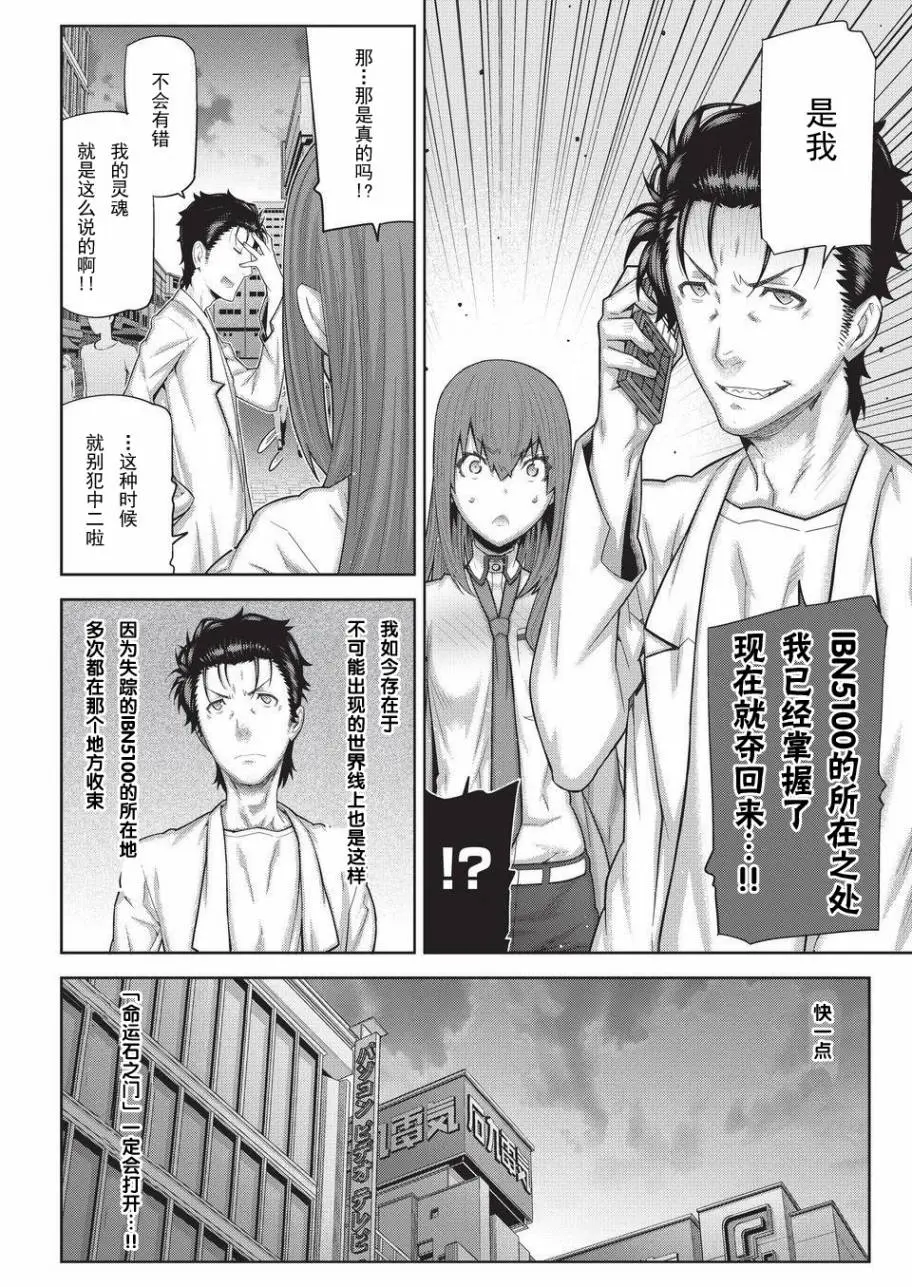 是我
IBN5100的所在之处
我已经掌握了
现在就夺回来…!!
!?
那…那是真的吗!?
不会有错
我的灵魂
就是这么说的啊!!
…这种时候
就别犯中二啦
我如今存在于
不可能出现的世界线上也是这样
因为失踪的IBN5100的所在地
多次都在那个地方收束
快一点
「命运石之门」一定会打开…!!
パソコン ビデオ テレビ
電気
電気